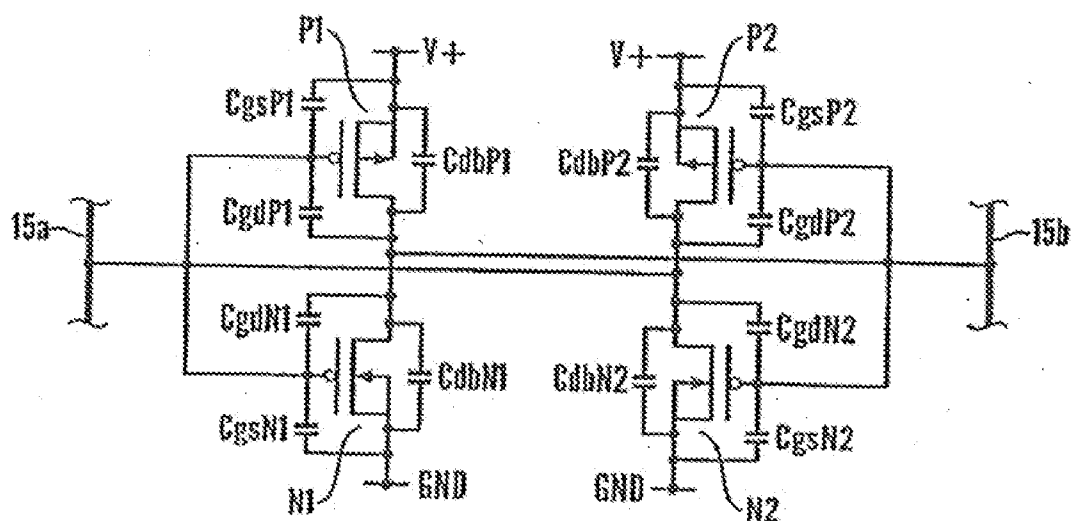 P1
P2
V+
V+
CgsP1
CgsP2
CdbP1
CdbP2
CgdP1
CgdP2
15a
15b
CgdN1
CgdN2
CdbN1
CdbN2
CgsN1
CgsN2
GND
GND
N1
N2